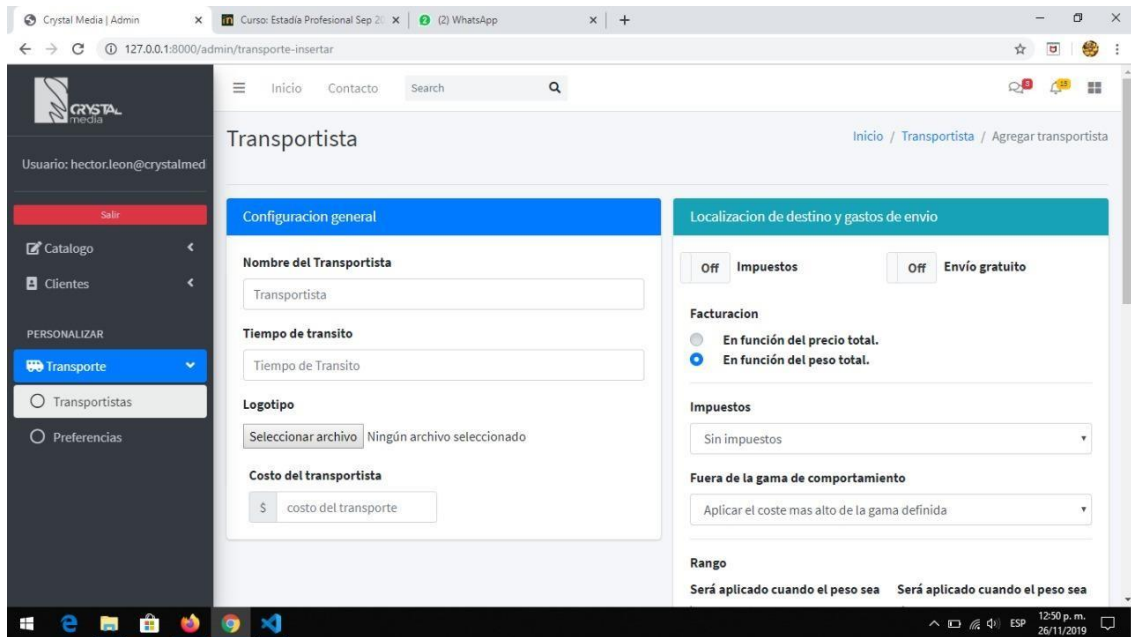 Crystal Media | Admin
Curso: Estadía Profesional Sep 20
(2) WhatsApp
127.0.0.1:8000/admin/transporte-insertar
CRYSTAL
media
Inicio
Contacto
Search
Usuario: hector.leon@crystalmed
Salir
Catalogo
Clientes
PERSONALIZAR
Transporte
Transportistas
Preferencias
Transportista
Inicio / Transportista / Agregar transportista
Configuracion general
Nombre del Transportista
Transportista
Tiempo de transito
Tiempo de Transito
Logotipo
Seleccionar archivo Ningún archivo seleccionado
Costo del transportista
$ costo del transporte
Localizacion de destino y gastos de envio
Off Impuestos
Off Envío gratuito
Facturacion
En función del precio total.
En función del peso total.
Impuestos
Sin impuestos
Fuera de la gama de comportamiento
Aplicar el coste mas alto de la gama definida
Rango
Será aplicado cuando el peso sea
Será aplicado cuando el peso sea
ESP
12:50 p. m.
26/11/2019